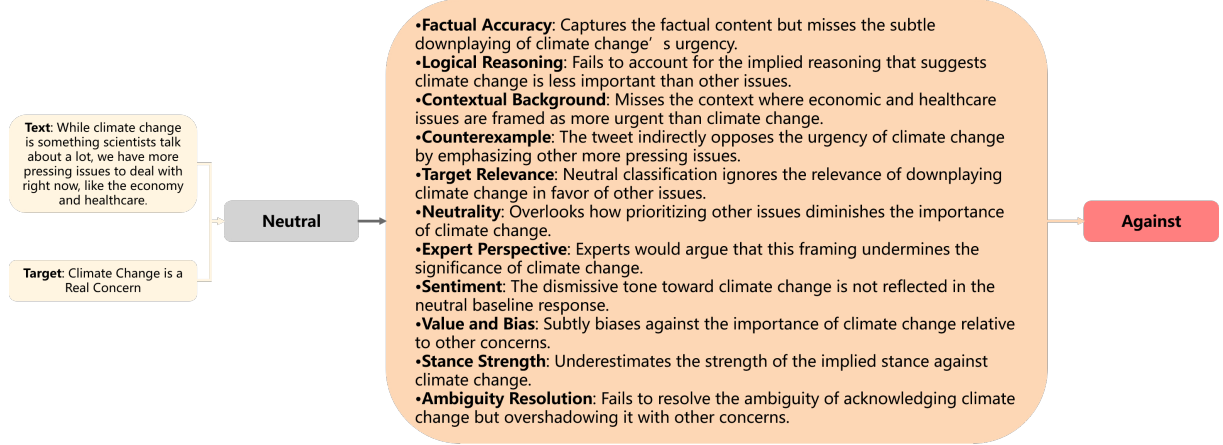 Text: While climate change
is something scientists talk
about a lot, we have more
pressing issues to deal with
right now, like the economy
and healthcare.
Target: Climate Change is a
Real Concern
Neutral
•Factual Accuracy: Captures the factual content but misses the subtle
downplaying of climate change’s urgency.
•Logical Reasoning: Fails to account for the implied reasoning that suggests
climate change is less important than other issues.
•Contextual Background: Misses the context where economic and healthcare
issues are framed as more urgent than climate change.
•Counterexample: The tweet indirectly opposes the urgency of climate change
by emphasizing other more pressing issues.
•Target Relevance: Neutral classification ignores the relevance of downplaying
climate change in favor of other issues.
•Neutrality: Overlooks how prioritizing other issues diminishes the importance
of climate change.
•Expert Perspective: Experts would argue that this framing undermines the
significance of climate change.
•Sentiment: The dismissive tone toward climate change is not reflected in the
neutral baseline response.
•Value and Bias: Subtly biases against the importance of climate change relative
to other concerns.
•Stance Strength: Underestimates the strength of the implied stance against
climate change.
•Ambiguity Resolution: Fails to resolve the ambiguity of acknowledging climate
change but overshadowing it with other concerns.
Against